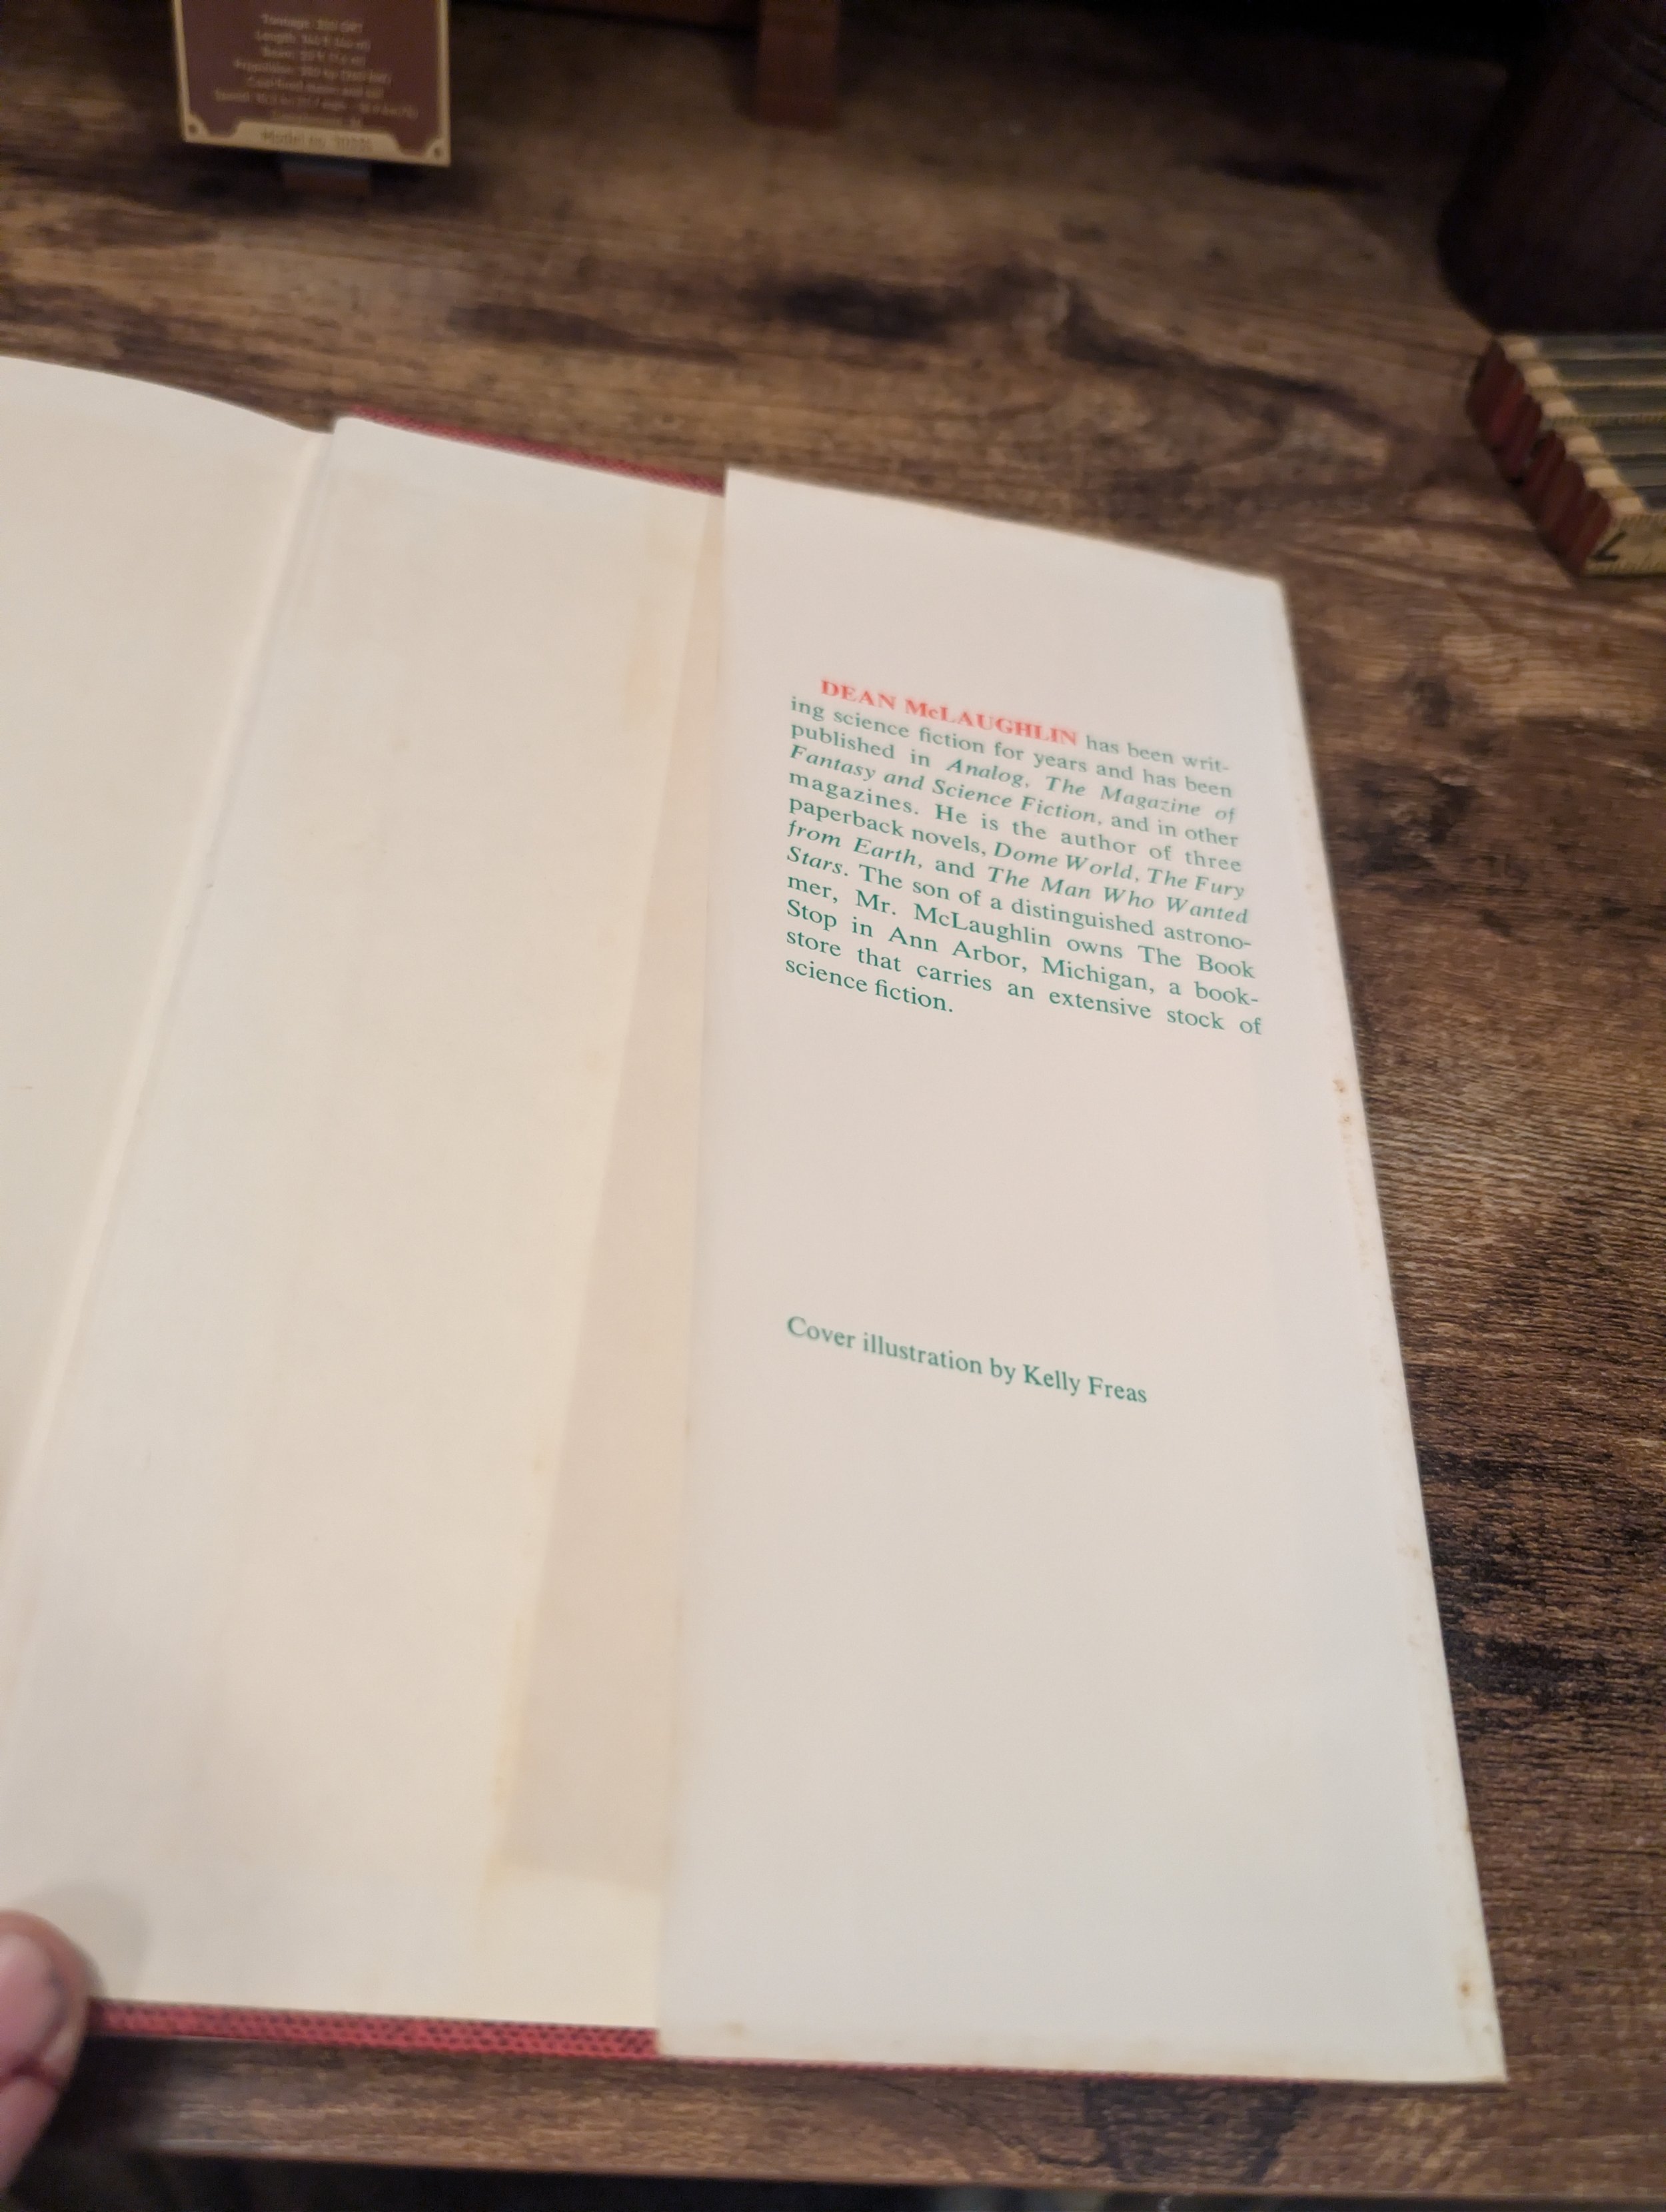 Model No. 10335
DEAN McLAUGHLIN has been writ-
ing science fiction for years and has been
published in Analog, The Magazine of
Fantasy and Science Fiction, and in other
magazines. He is the author of three
paperback novels, Dome World, The Fury
from Earth, and The Man Who Wanted
Stars. The son of a distinguished astrono-
mer, Mr. McLaughlin owns The Book
Stop in Ann Arbor, Michigan, a book-
store that carries an extensive stock of
science fiction.
Cover illustration by Kelly Freas